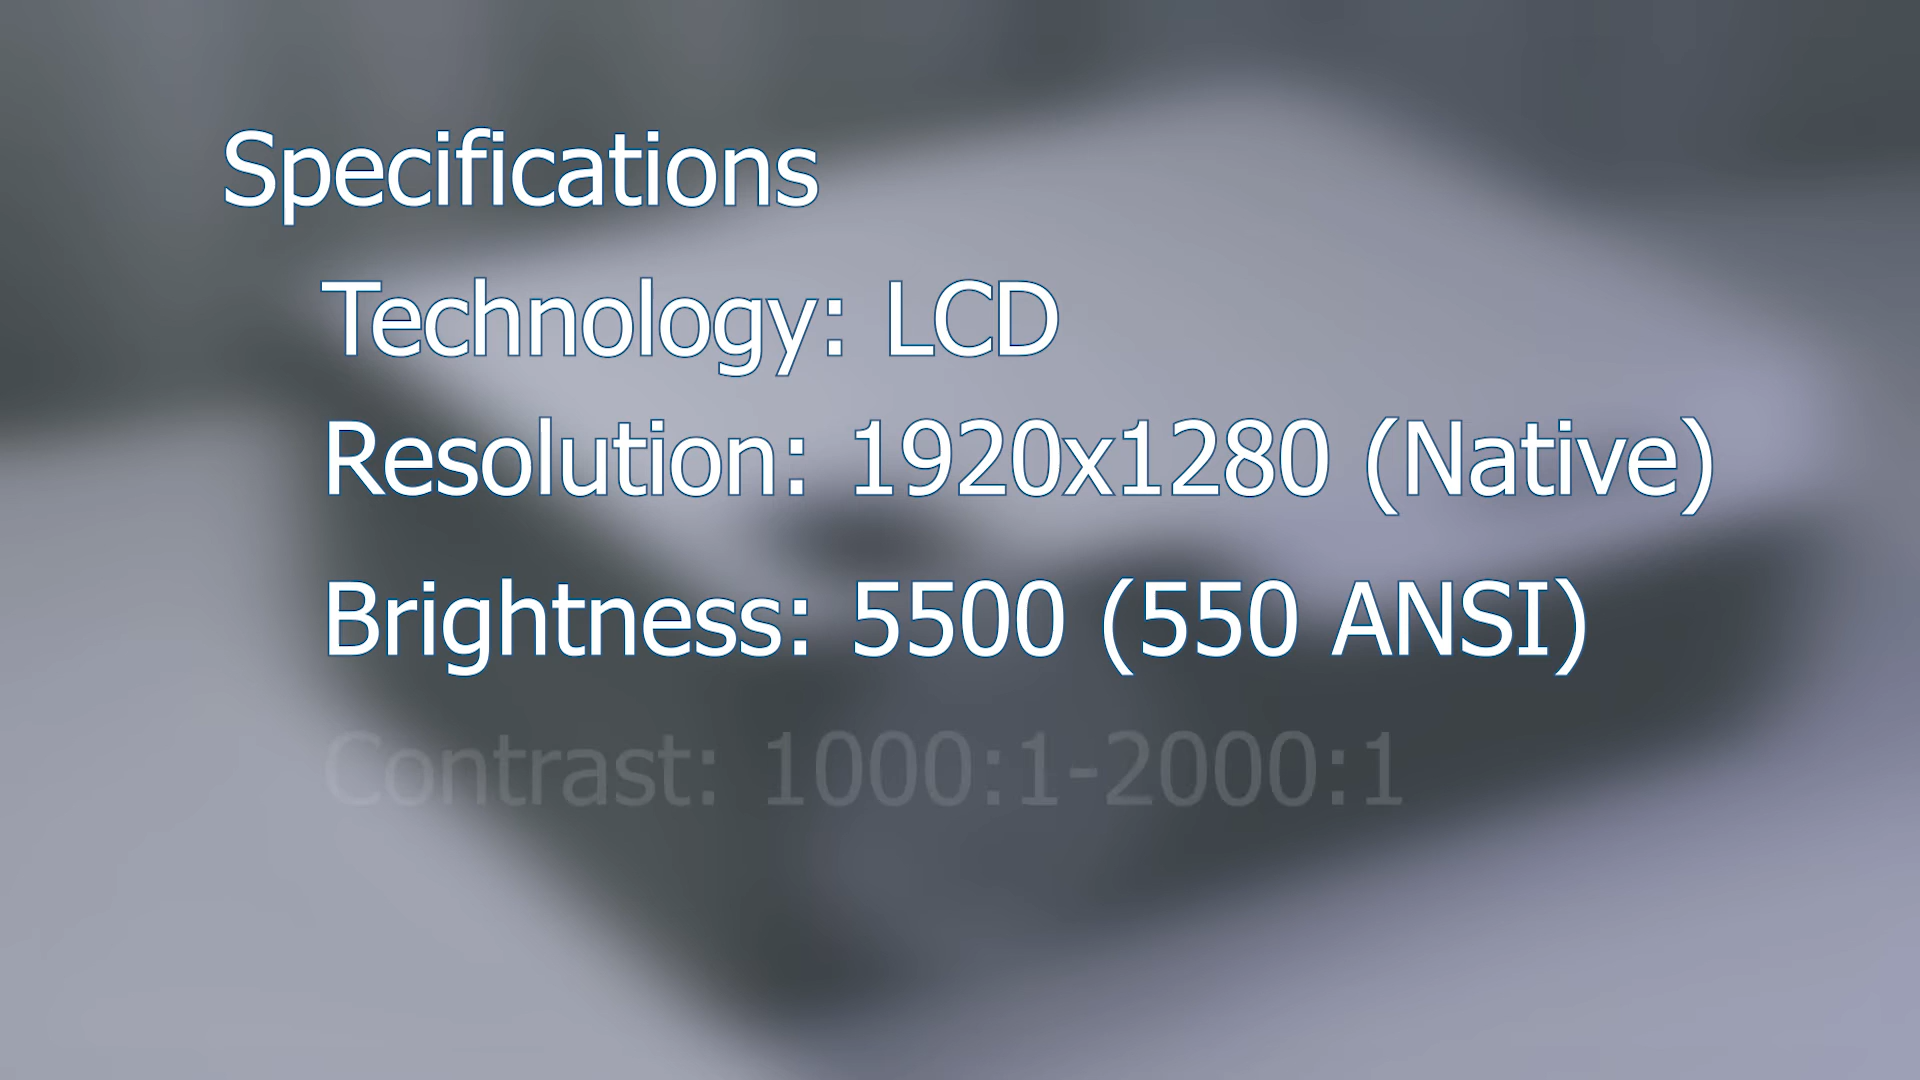 Specifications
Technology: LCD
Resolution: 1920x1280 (Native)
Brightness: 5500 (550 ANSI)
Contrast: 1000:1-2000:1